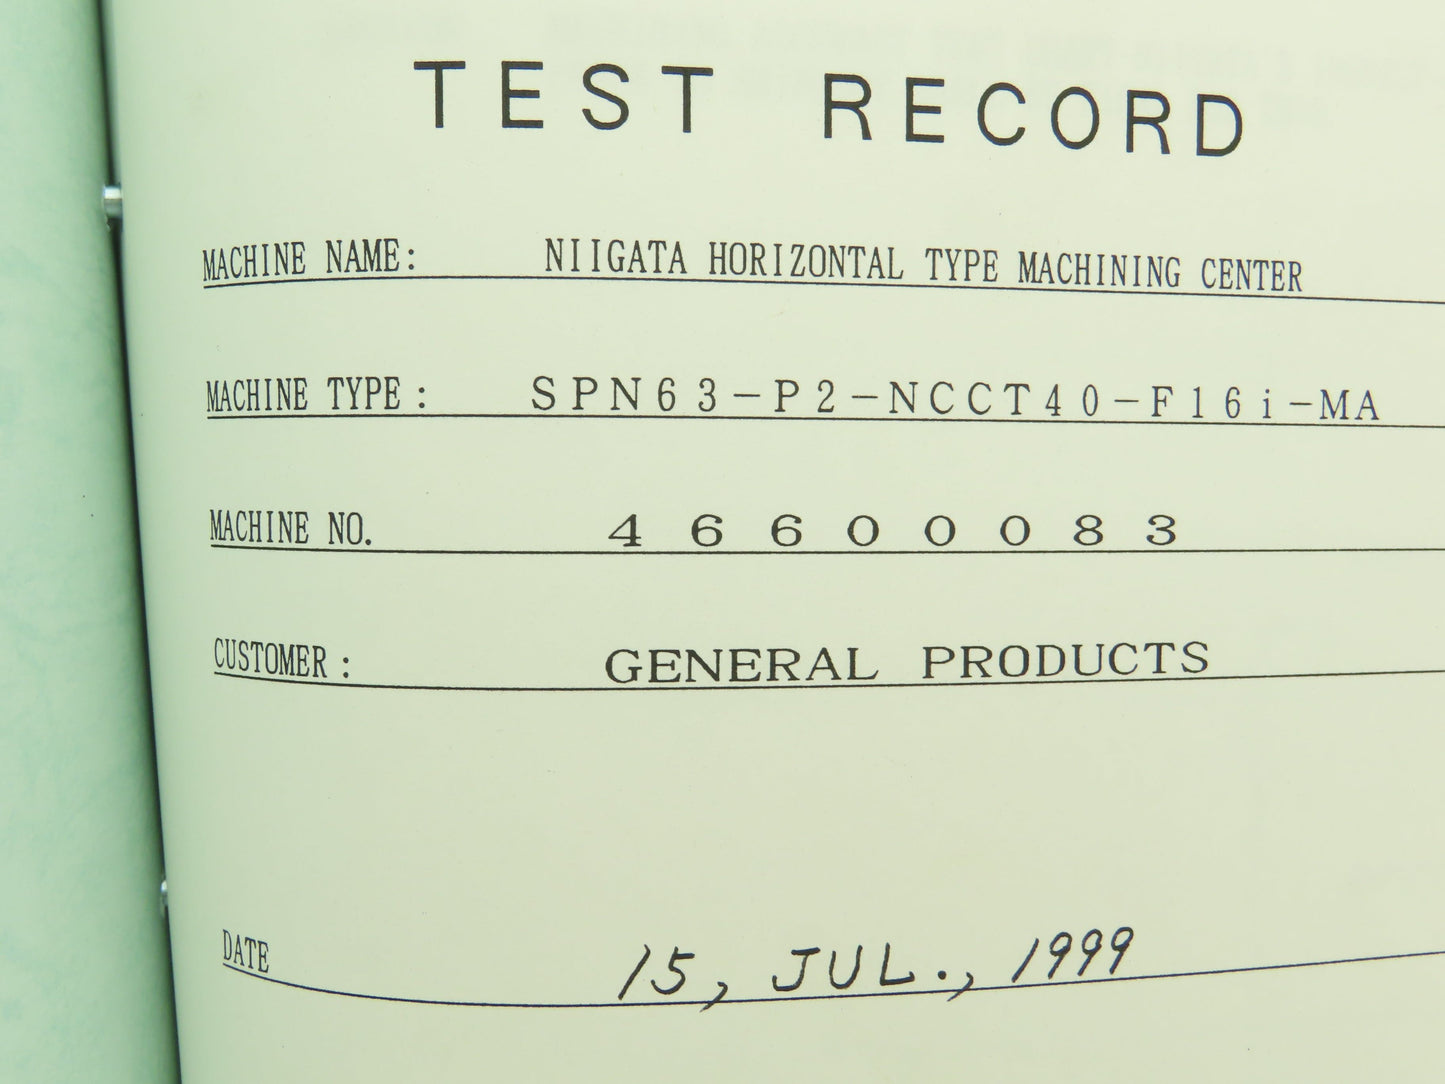 TEST RECORD
MACHINE NAME: NIIGATA HORIZONTAL TYPE MACHINING CENTER
MACHINE TYPE: SPN63-P2-NCCT40-F16i-MA
MACHINE NO. 46600083
CUSTOMER: GENERAL PRODUCTS
DATE 15, JUL., 1999